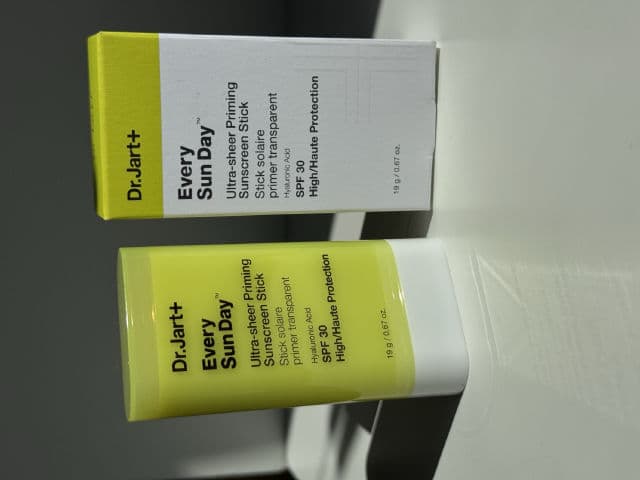 Dr.Jart+
Every
Sun Day™
Ultra-sheer Priming
Sunscreen Stick
Stick solaire
primer transparent
Hyaluronic Acid
SPF 30
High/Haute Protection
19 g / 0.67 oz.
Dr.Jart+
Every
Sun Day™
Ultra-sheer Priming
Sunscreen Stick
Stick solaire
primer transparent
Hyaluronic Acid
SPF 30
High/Haute Protection
19 g / 0.67 oz.